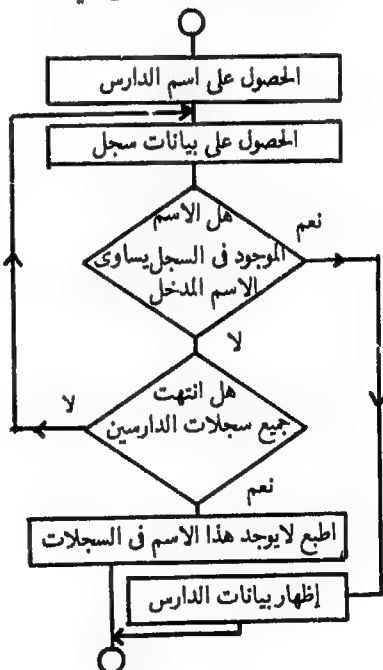 الحصول على اسم الدارس
الحصول على بيانات سجل
هل الاسم
الموجود فى السجل يساوى
الاسم المدخل
نعم
لا
هل انتهت
جميع سجلات الدارسين
لا
نعم
اطبع لايوجد هذا الاسم فى السجلات
إظهار بيانات الدارس